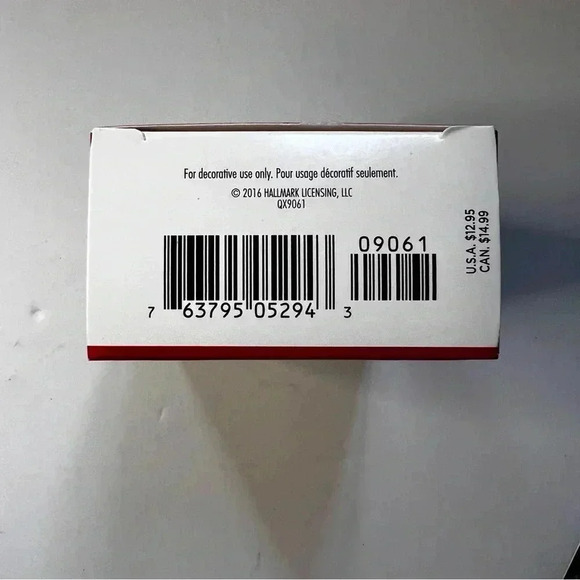 For decorative use only. Pour usage décoratif seulement.
© 2016 HALLMARK LICENSING, LLC
QX9061
09061
7 63795 05294 3
U.S.A. $12.95
CAN. $14.99